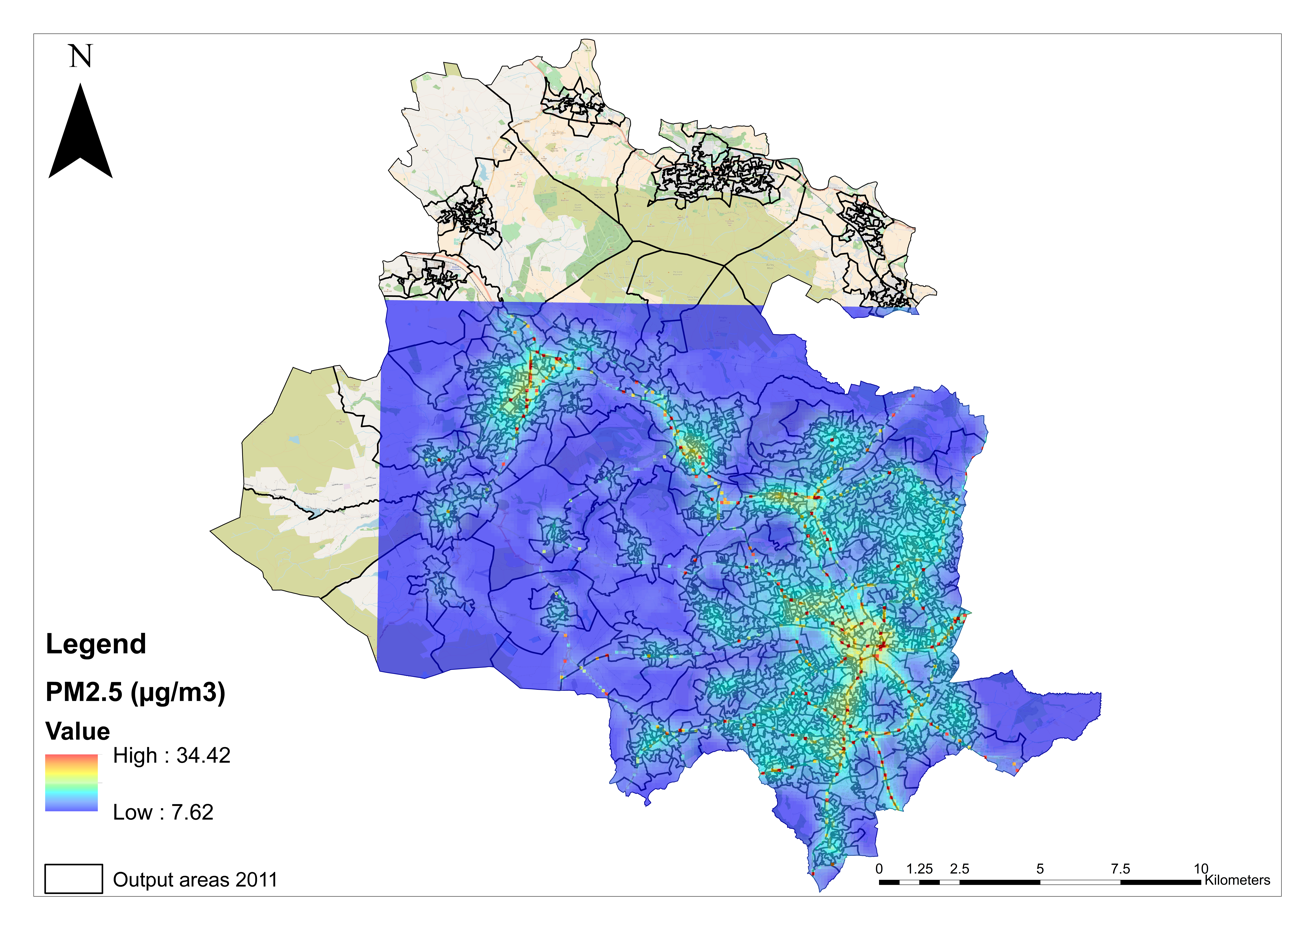 N
Legend
PM2.5 (µg/m3)
Value
High : 34.42
Low : 7.62
Output areas 2011
0 1.25 2.5 5 7.5 10
Kilometers